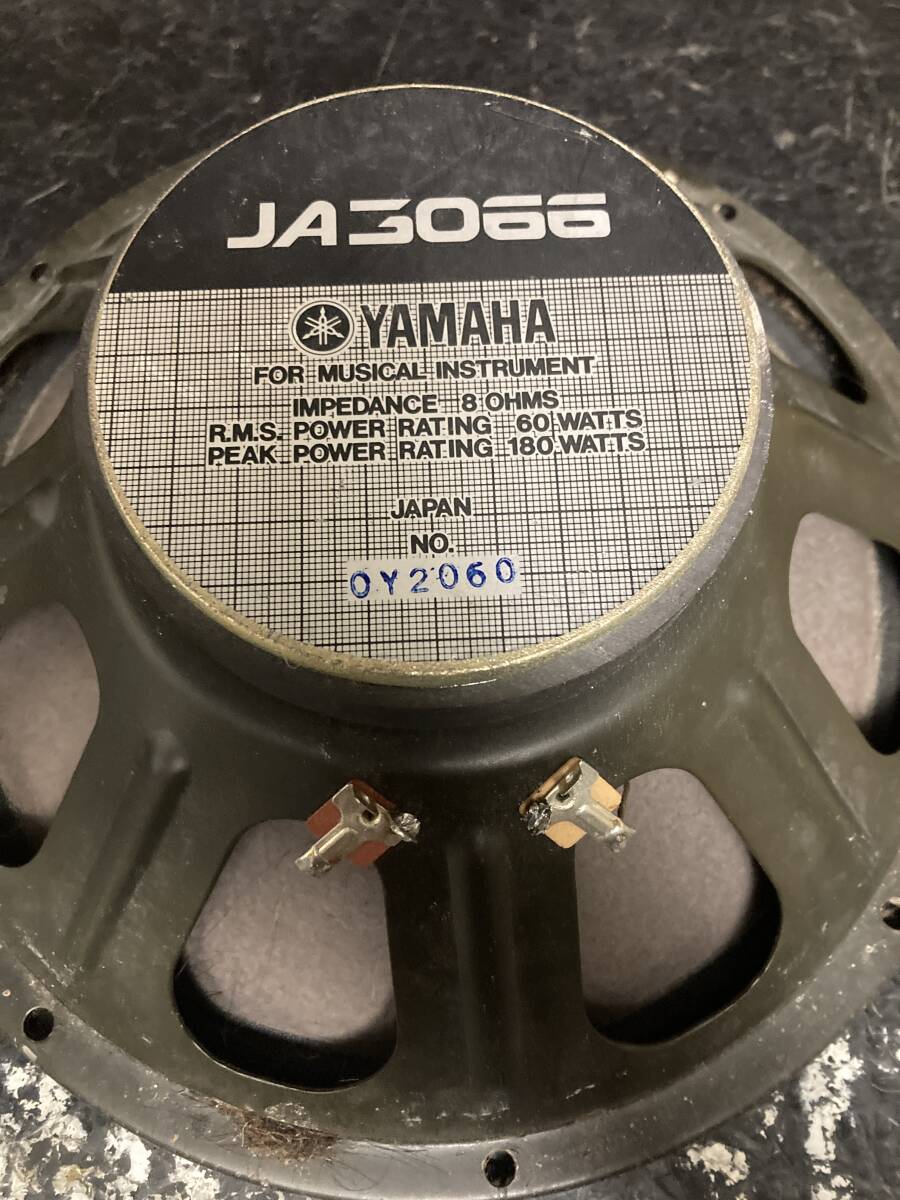 JA3066
YAMAHA
FOR MUSICAL INSTRUMENT
IMPEDANCE 8 OHMS
R.M.S. POWER RATING 60 WATTS
PEAK POWER RATING 180 WATTS
JAPAN
NO.
OY2060